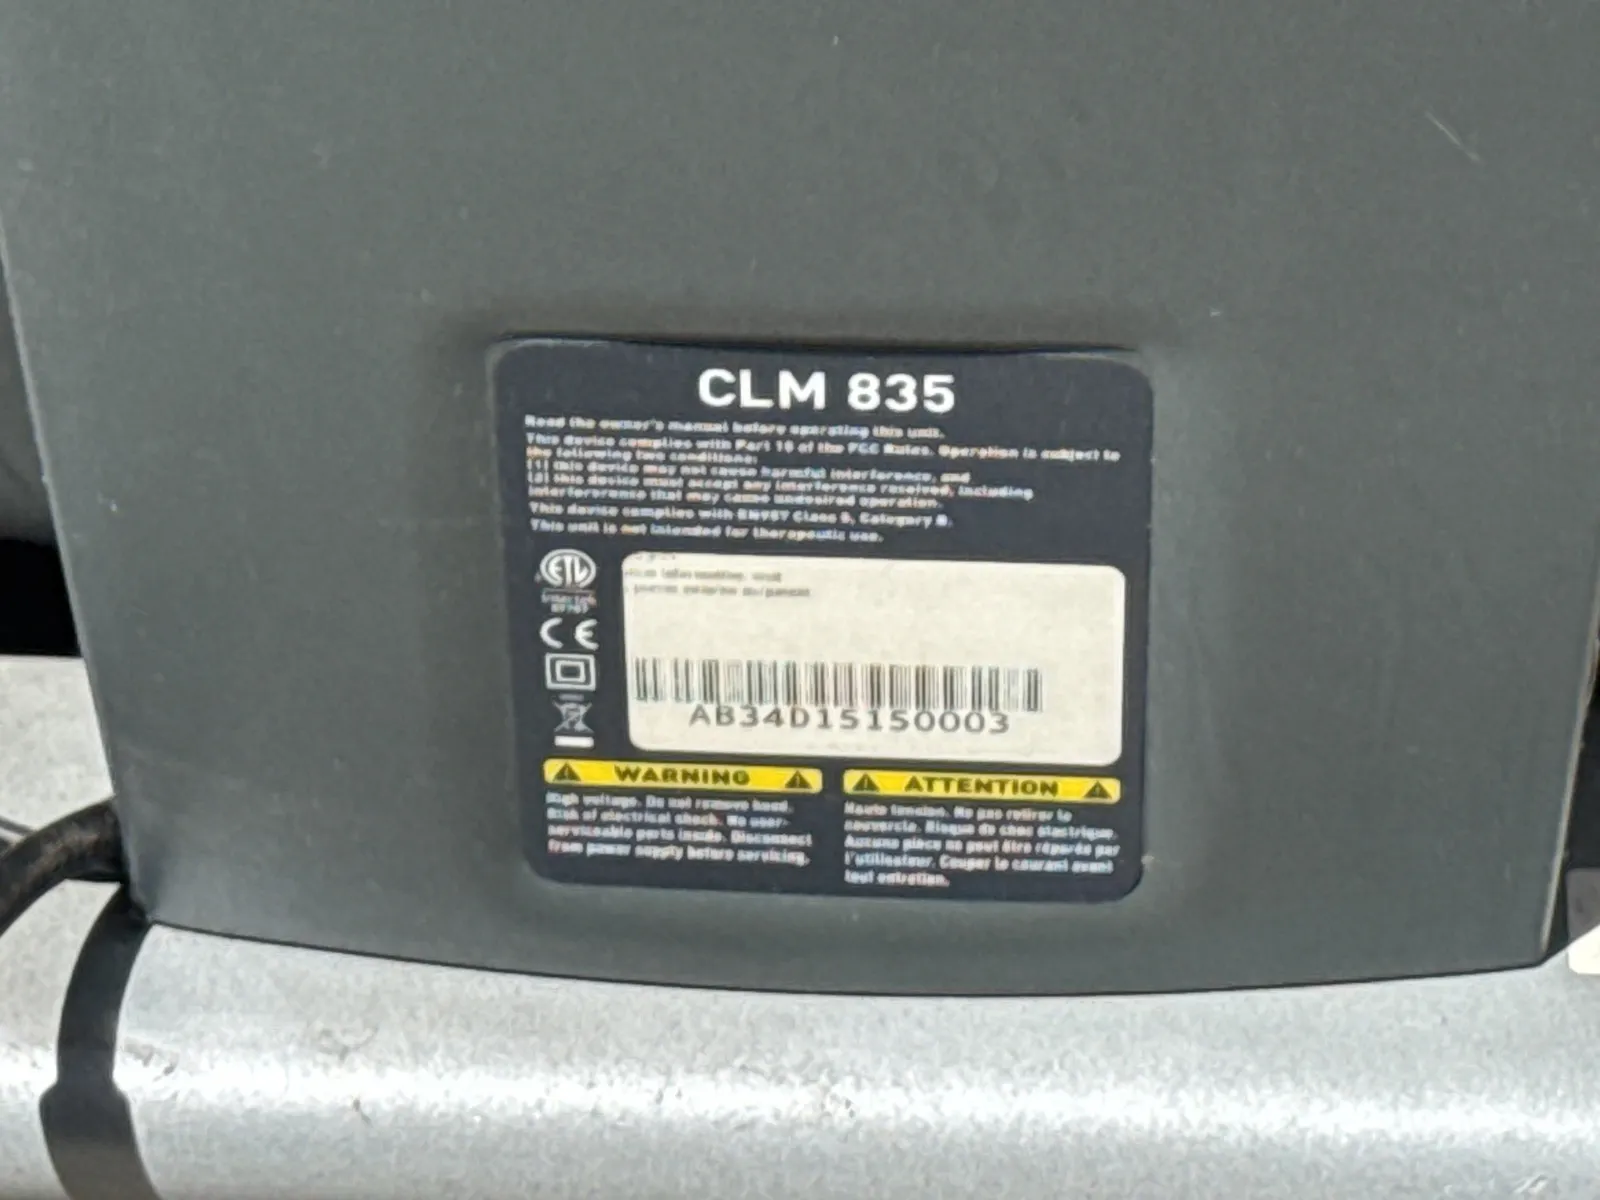 CLM 835
Read the owner's manual before operating this unit.
This device complies with Part 18 of the FCC Rules. Operation is subject to
the following two conditions:
(1) this device may not cause harmful interference, and
(2) this device must accept any interference received, including
interfererence that may cause undesired operation.
This device complies with EN957 Class S, Category B.
This unit is not intended for therapeutic use.
ETL
Intertek
CE
information, visit
AB34D15150003
WARNING
High voltage. Do not remove hood.
Risk of electrical shock. No user-
serviceable parts inside. Disconnect
from power supply before servicing.
ATTENTION
Haute tension. Ne pas retirer le
couvercle. Risque de choc électrique.
Aucune pièce ne peut être réparée par
l'utilisateur. Couper le courant avant
tout entretien.